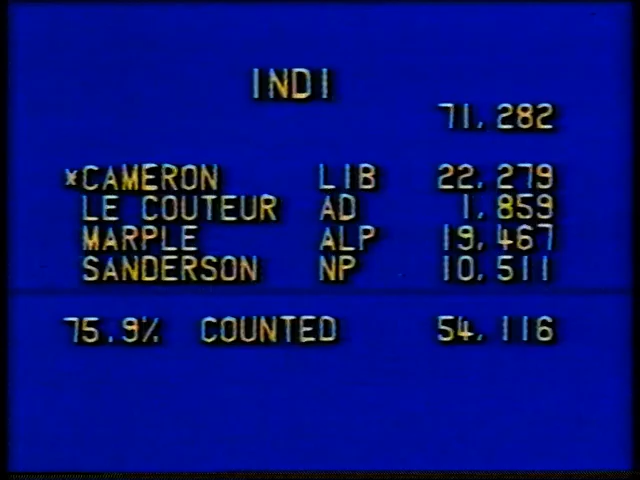 INDI
71,282
*CAMERON LIB 22,279
LE COUTEUR AD 1,859
MARPLE ALP 19,467
SANDERSON NP 10,511
75.9% COUNTED 54,116